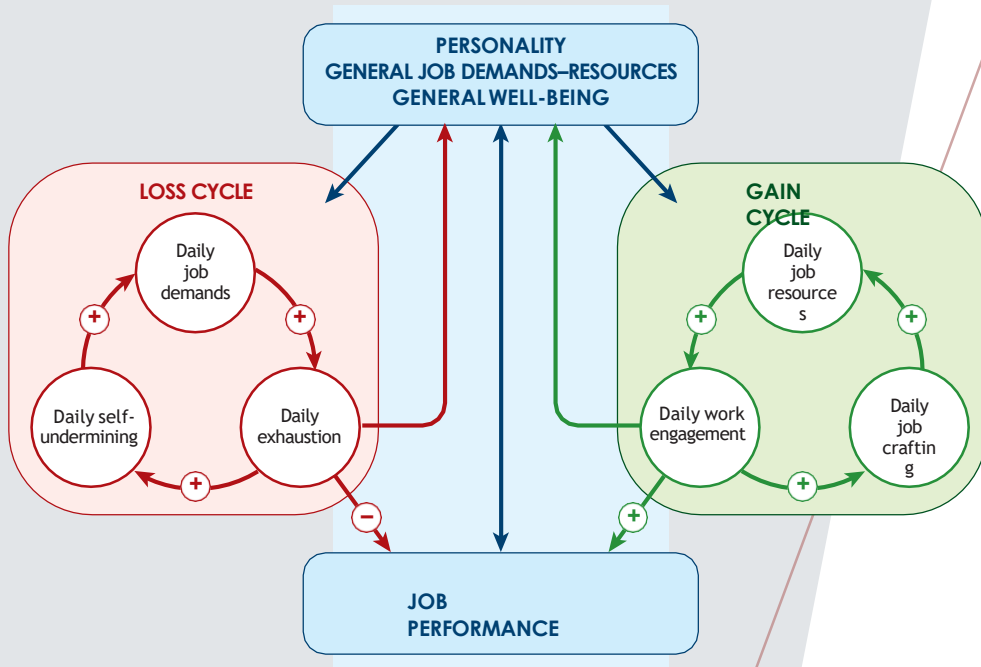 PERSONALITY
GENERAL JOB DEMANDS–RESOURCES
GENERAL WELL-BEING
LOSS CYCLE
Daily
job
demands
+
+
Daily self-
undermining
Daily
exhaustion
+
−
GAIN
CYCLE
Daily
job
resource
s
+
+
Daily work
engagement
Daily
job
craftin
g
+
+
JOB
PERFORMANCE